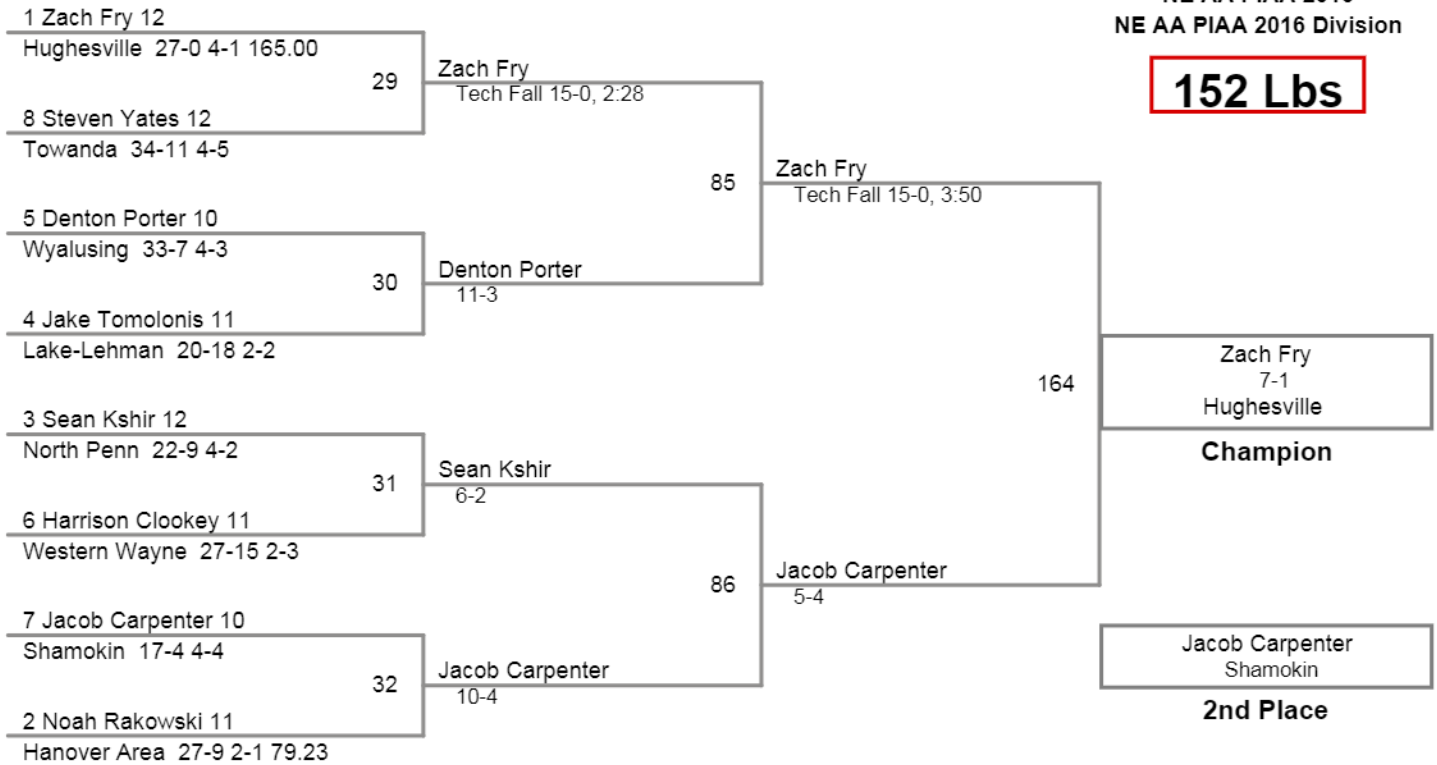 NE AA PIAA 2016
NE AA PIAA 2016 Division
152 Lbs
1 Zach Fry 12
Hughesville 27-0 4-1 165.00
29
Zach Fry
Tech Fall 15-0, 2:28
8 Steven Yates 12
Towanda 34-11 4-5
85
Zach Fry
Tech Fall 15-0, 3:50
5 Denton Porter 10
Wyalusing 33-7 4-3
30
Denton Porter
11-3
4 Jake Tomolonis 11
Lake-Lehman 20-18 2-2
164
Zach Fry
7-1
Hughesville
Champion
3 Sean Kshir 12
North Penn 22-9 4-2
31
Sean Kshir
6-2
6 Harrison Clookey 11
Western Wayne 27-15 2-3
86
Jacob Carpenter
5-4
7 Jacob Carpenter 10
Shamokin 17-4 4-4
32
Jacob Carpenter
10-4
2 Noah Rakowski 11
Hanover Area 27-9 2-1 79.23
Jacob Carpenter
Shamokin
2nd Place